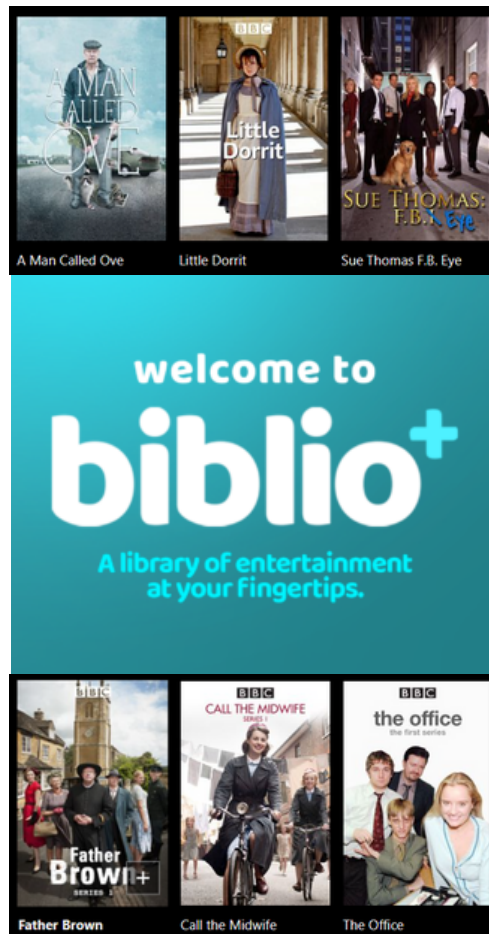 BBC
A MAN
CALLED
OVE
Little
Dorrit
SUE THOMAS:
F.B.I Eye
A Man Called Ove
Little Dorrit
Sue Thomas F.B. Eye
welcome to
biblio+
A library of entertainment
at your fingertips.
BBC
BBC
BBC
CALL THE MIDWIFE
SERIES 1
the office
the first series
Father
Brown
+
SERIES 1
Father Brown
Call the Midwife
The Office